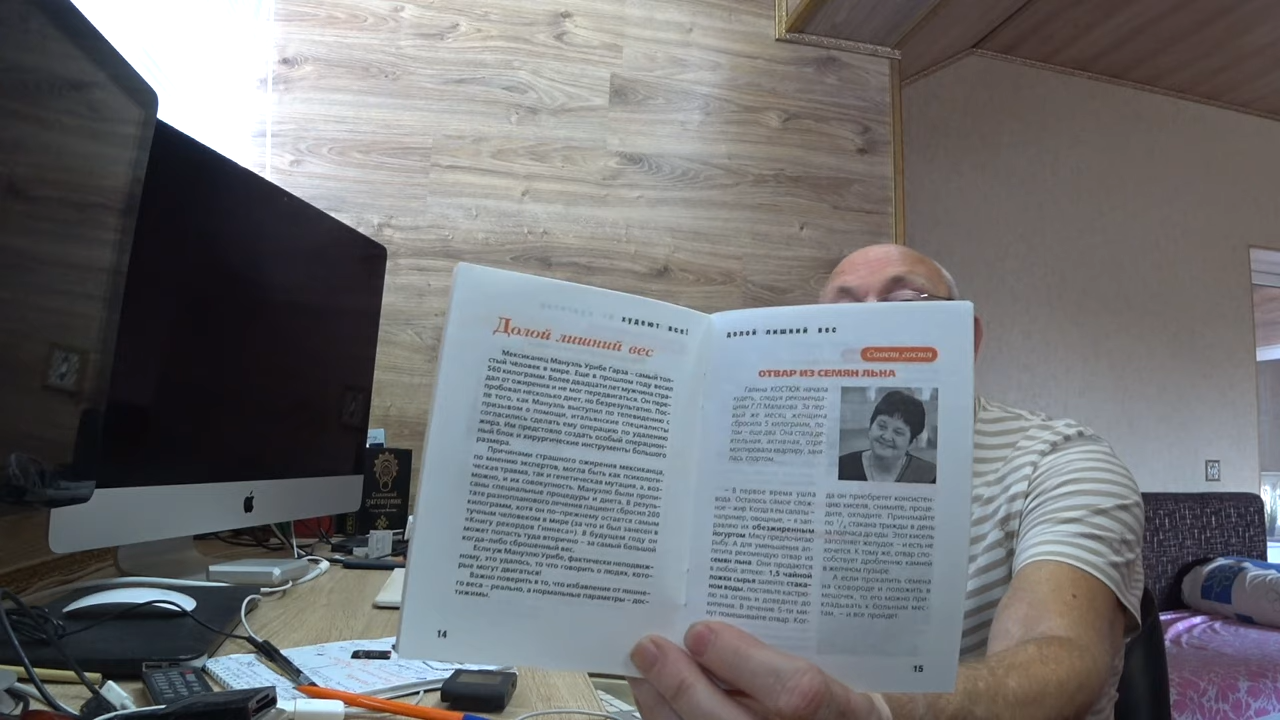 худеют все!
Долой лишний вес
Мексиканец Мануэль Урибе Гарза – самый тол-
стый человек в мире. Еще в прошлом году весил
560 килограмм. Более двадцати лет мужчина стра-
дал от ожирения и не мог передвигаться. Он пере-
пробовал несколько диет, но безрезультатно. Пос-
ле того, как Мануэль выступил по телевидению с
призывом о помощи, итальянские специалисты
согласились сделать ему операцию по удалению
жира. Им предстояло создать особый операцион-
ный блок и хирургические инструменты большого
размера.
Причинами страшного ожирения мексиканца,
по мнению экспертов, могла быть как психологи-
ческая травма, так и генетическая мутация, а, воз-
можно, и их совокупность. Мануэлю были пропи-
саны специальные процедуры и диета. В резуль-
тате разнопланового лечения пациент сбросил 200
килограмм, хотя он по-прежнему остается самым
тучным человеком в мире (за что и был занесен в
«Книгу рекордов Гиннеса»). В будущем году он
может попасть туда вторично – за самый большой
когда-либо сброшенный вес.
Если уж Мануэлю Урибе, фактически неподвиж-
ному, это удалось, то что говорить о людях, кото-
рые могут двигаться!
Важно поверить в то, что избавление от лишне-
го веса – реально, а нормальные параметры – дос-
тижимы.
14
долой лишний вес
Совет гостя
ОТВАР ИЗ СЕМЯН ЛЬНА
Галина КОСТЮК начала
худеть, следуя рекоменда-
циям Г.П. Малахова. За пер-
вый же месяц женщина
сбросила 5 килограмм, по-
том – еще два. Она стала де-
ятельная, активная, отре-
монтировала квартиру, заня-
лась спортом.
– В первое время ушла
вода. Осталось самое слож-
ное – жир. Когда я ем салаты –
например, овощные, – я зап-
равляю их обезжиренным
йогуртом. Мясу предпочитаю
рыбу. А для уменьшения ап-
петита рекомендую отвар из
семян льна. Они продаются
в любой аптеке. 1,5 чайной
ложки сырья залейте стака-
ном воды, поставьте кастрю-
лю на огонь и доведите до
кипения. В течение 5-ти ми-
нут помешивайте отвар. Ког-
да он приобретет консистен-
цию киселя, снимите, проце-
дите, охладите. Принимайте
по 1/4 стакана трижды в день
за полчаса до еды. Этот кисель
заполняет желудок – и есть не
хочется. К тому же, отвар спо-
собствует дроблению камней
в желчном пузыре.
А если прокалить семена
на сковороде и положить в
мешочек, то его можно при-
кладывать к больным мес-
там, – и все пройдет.
15